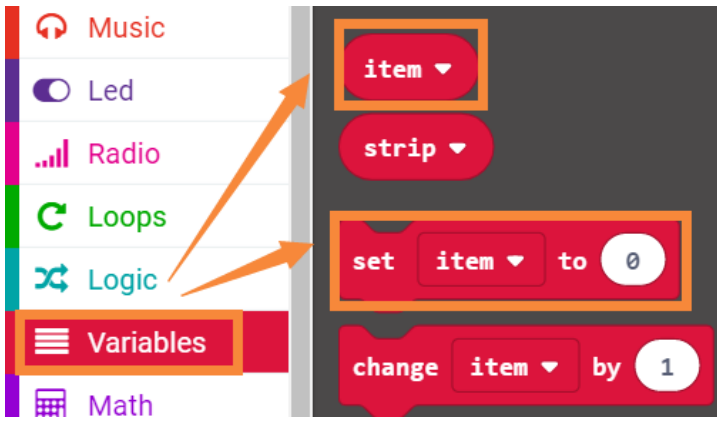 Music
Led
Radio
Loops
Logic
Variables
Math
item
strip
set item to 0
change item by 1